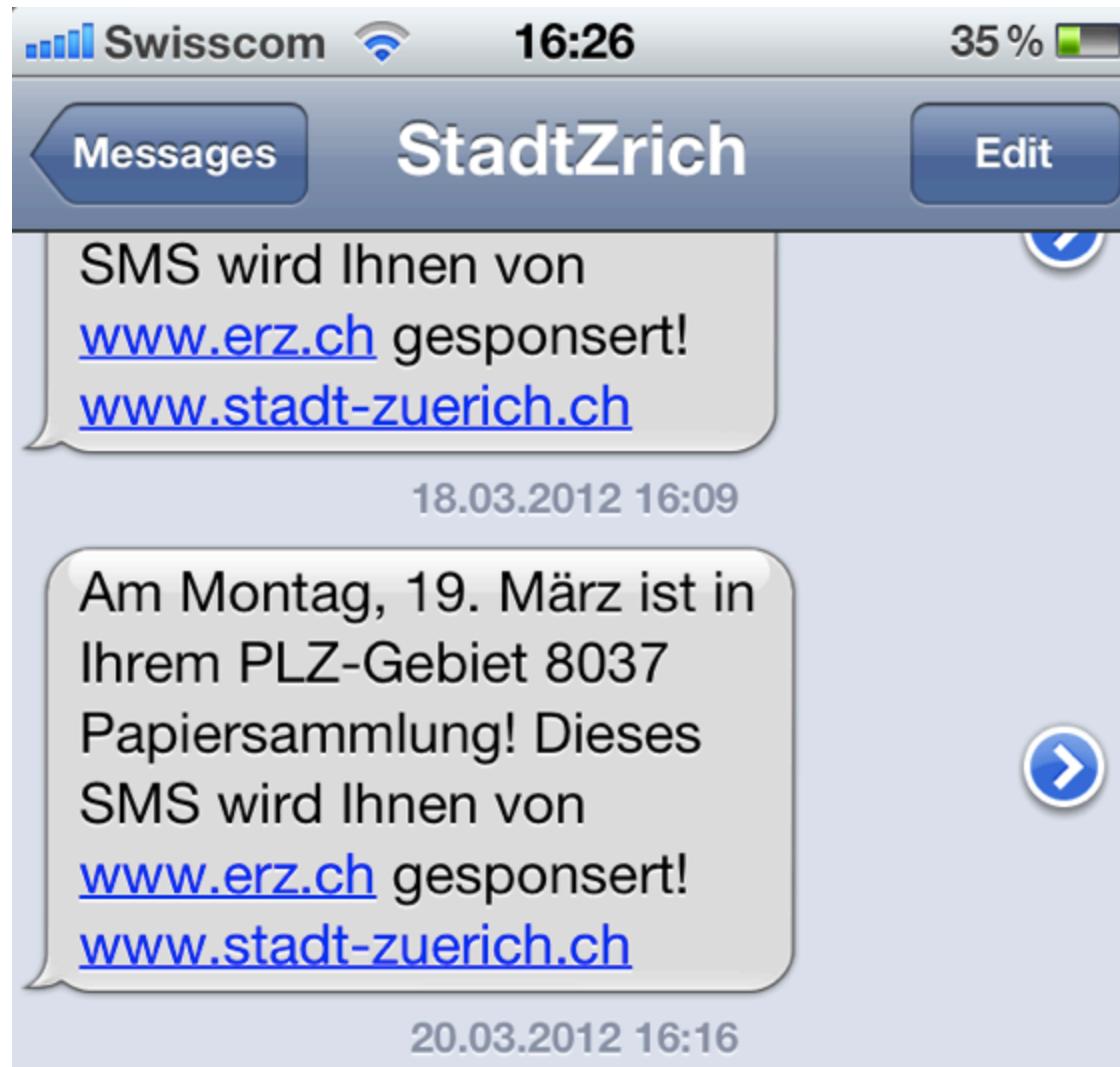 Swisscom 16:26 35 %
Messages StadtZrich Edit
SMS wird Ihnen von
www.erz.ch gesponsert!
www.stadt-zuerich.ch
18.03.2012 16:09
Am Montag, 19. März ist in
Ihrem PLZ-Gebiet 8037
Papiersammlung! Dieses
SMS wird Ihnen von
www.erz.ch gesponsert!
www.stadt-zuerich.ch
20.03.2012 16:16